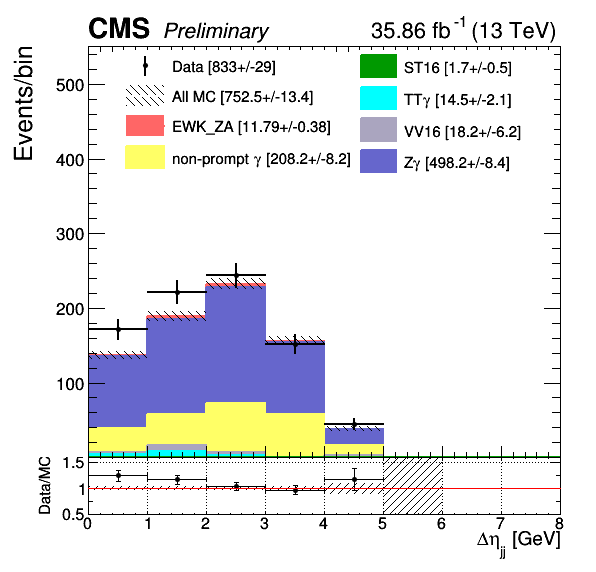 CMS Preliminary 35.86 fb⁻¹ (13 TeV)
Events/bin
500
400
300
200
100
Data [833+/-29]
All MC [752.5+/-13.4]
EWK_ZA [11.79+/-0.38]
non-prompt γ [208.2+/-8.2]
ST16 [1.7+/-0.5]
TTγ [14.5+/-2.1]
VV16 [18.2+/-6.2]
Zγ [498.2+/-8.4]
Data/MC
1.5
1
0.5
0 1 2 3 4 5 6 7 8
Δη_jj [GeV]